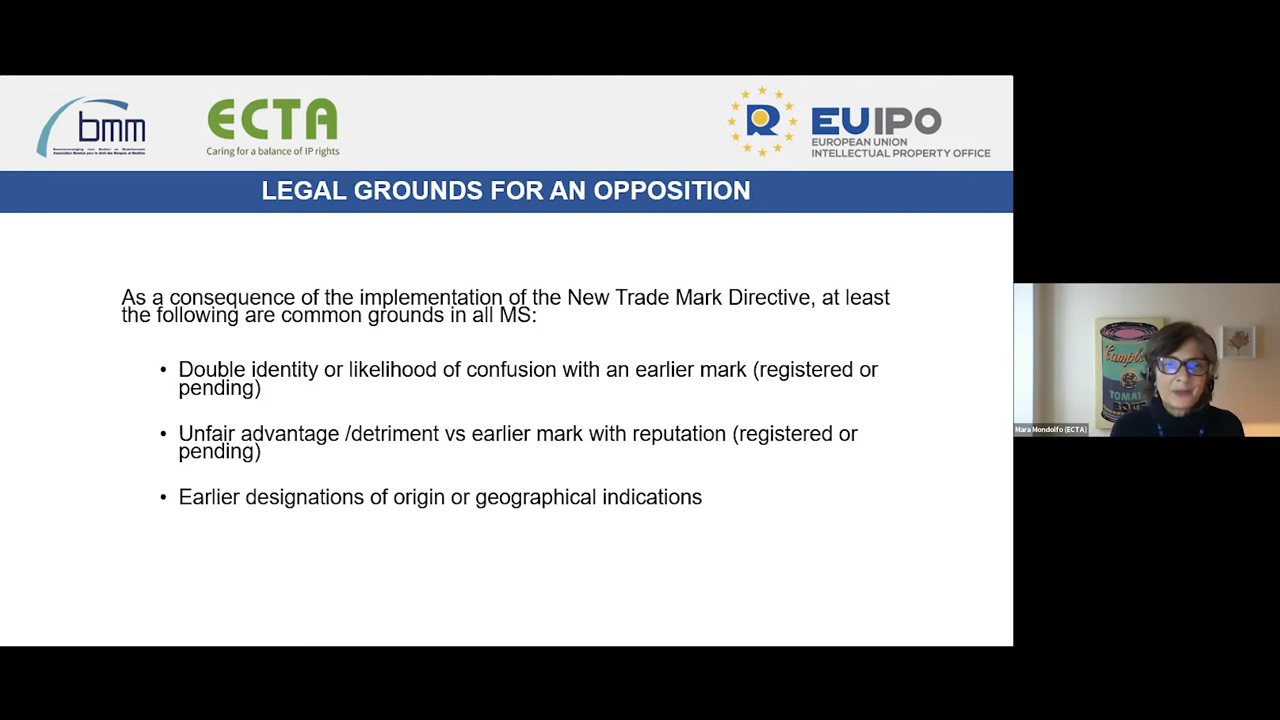 bmm
ECTA
Caring for a balance of IP rights
R
EUIPO
EUROPEAN UNION
INTELLECTUAL PROPERTY OFFICE
LEGAL GROUNDS FOR AN OPPOSITION
As a consequence of the implementation of the New Trade Mark Directive, at least
the following are common grounds in all MS:
• Double identity or likelihood of confusion with an earlier mark (registered or
pending)
• Unfair advantage /detriment vs earlier mark with reputation (registered or
pending)
• Earlier designations of origin or geographical indications
Campb
TOMAT
Mara Mondolfo (ECTA)